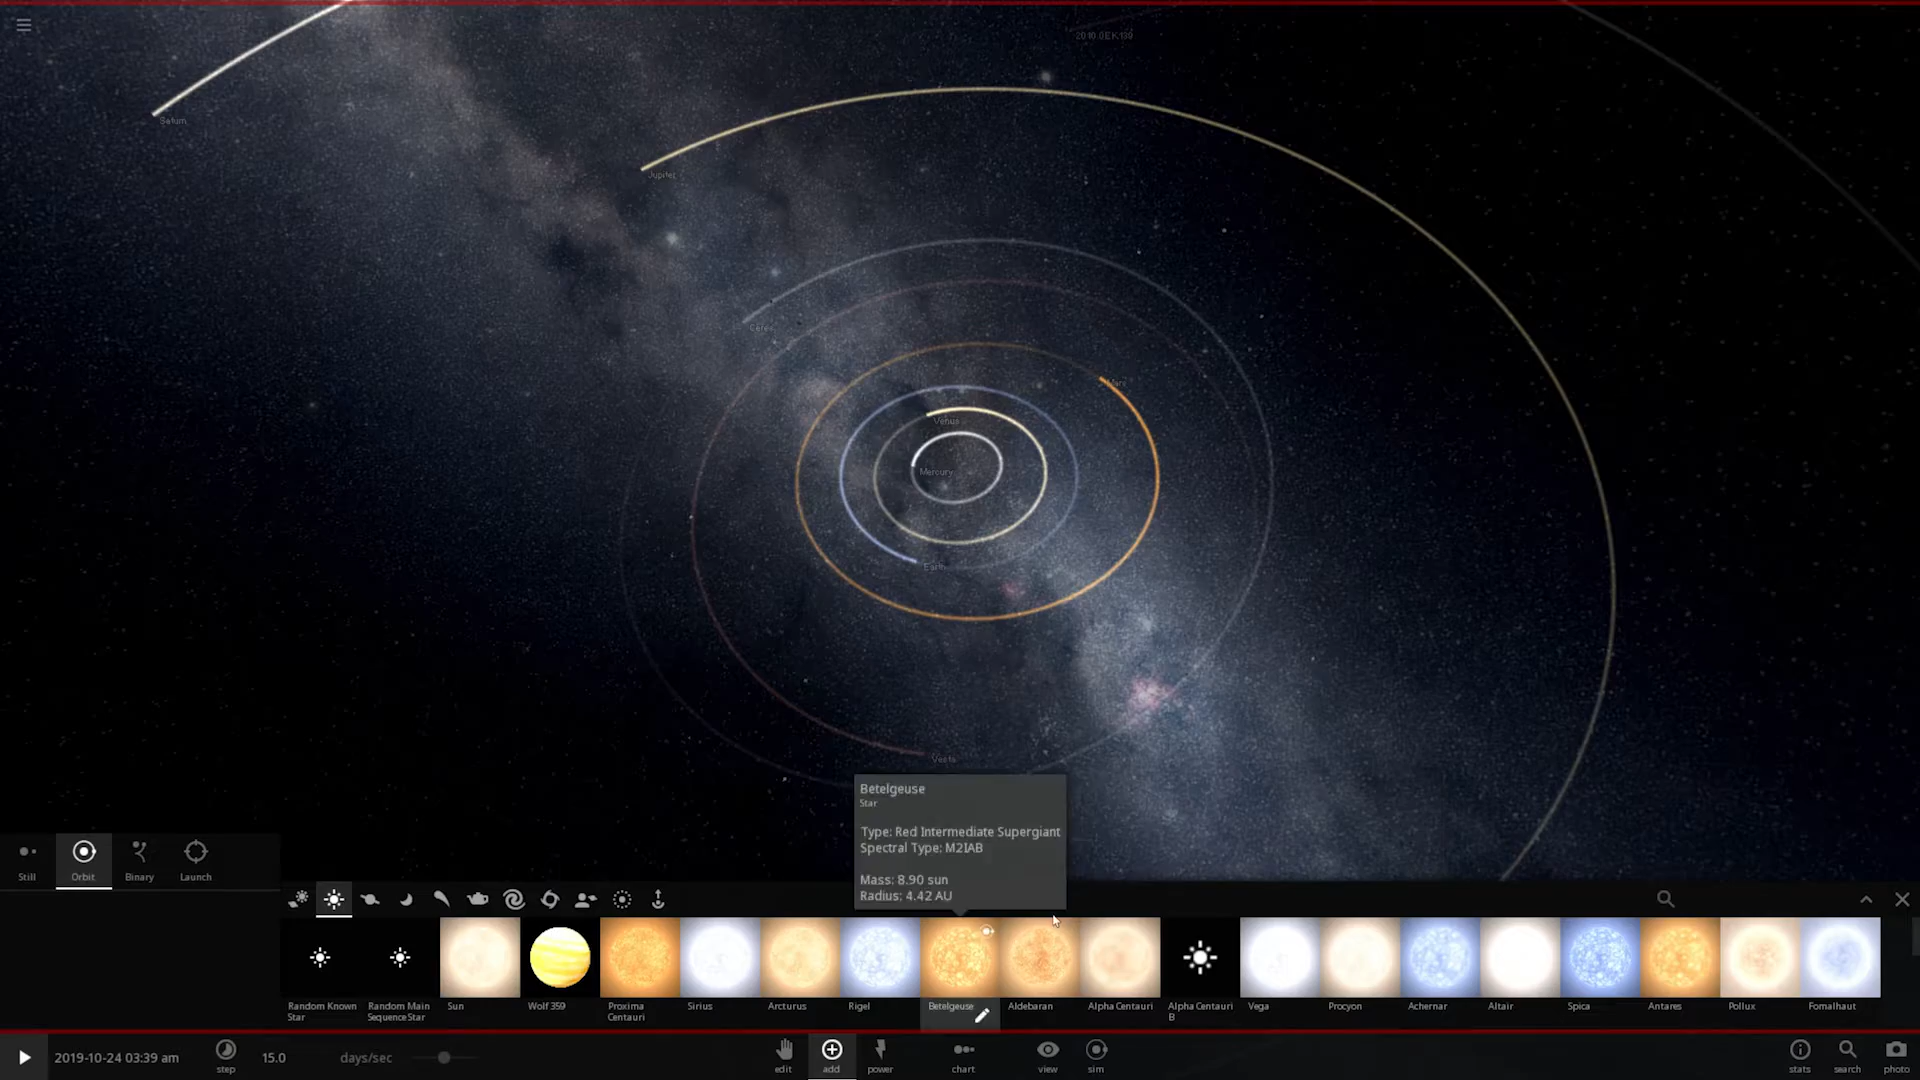 2010 OEK139
Saturn
Jupiter
Ceres
Mars
Venus
Mercury
Earth
Vesta
Betelgeuse
Star
Type: Red Intermediate Supergiant
Spectral Type: M2IAB
Mass: 8.90 sun
Radius: 4.42 AU
Still
Orbit
Binary
Launch
Random Known
Star
Random Main
Sequence Star
Sun
Wolf 359
Proxima
Centauri
Sirius
Arcturus
Rigel
Betelgeuse
Aldebaran
Alpha Centauri
Alpha Centauri
B
Vega
Procyon
Achernar
Altair
Spica
Antares
Pollux
Fomalhaut
2019-10-24 03:39 am
step
15.0
days/sec
edit
add
power
chart
view
sim
stats
search
photo